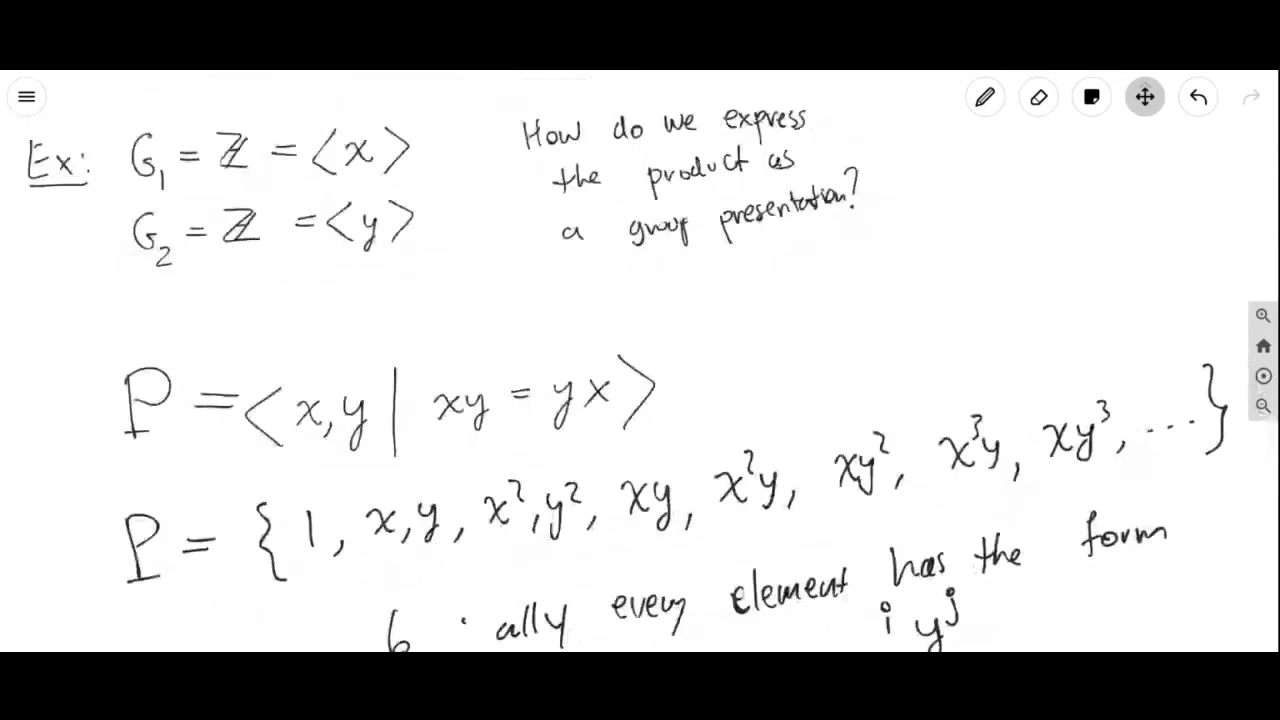 Ex: G₁ = ℤ = ⟨x⟩
G₂ = ℤ = ⟨y⟩
How do we express
the product as
a group presentation?
P = ⟨x, y | xy = yx⟩
P = {1, x, y, x², y², xy, x²y, xy², x³y, xy³, ...}
ally every element has the form
i y^j